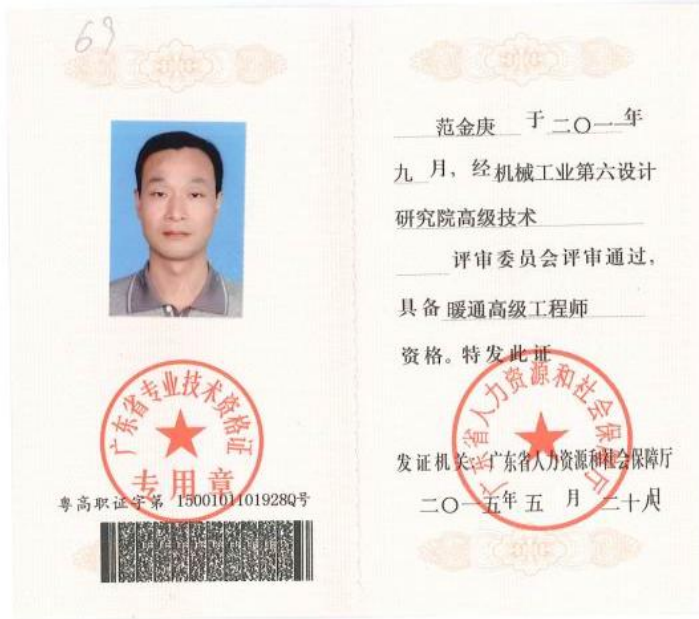 69
广东省专业技术资格证
专用章
粤高职证字第 1500101101928Q号
范金庚 于 二〇一一年
九 月，经 机械工业第六设计
研究院高级技术
评审委员会评审通过，
具备 暖通高级工程师
资格。特发此证
广东省人力资源和社会保障厅
发证机关：广东省人力资源和社会保障厅
二〇一五年 五 月 二十八日